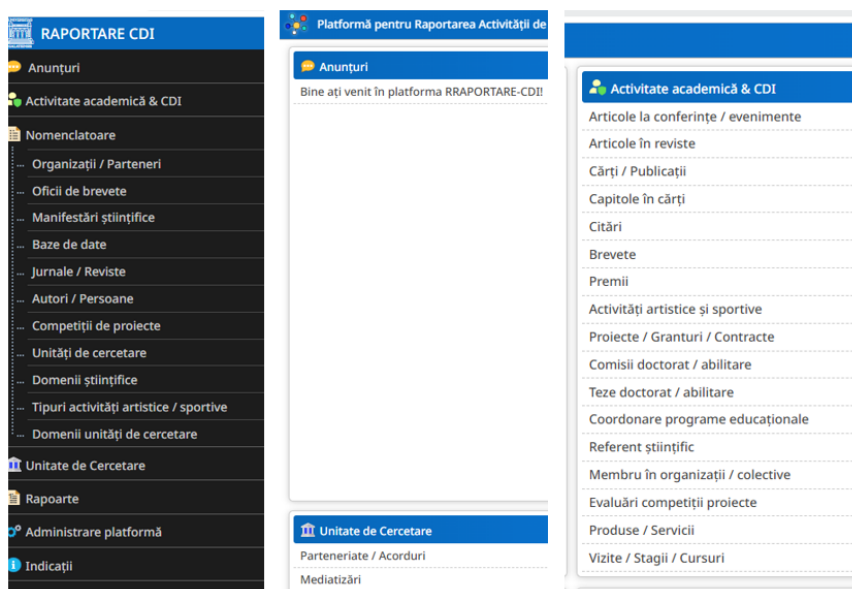 RAPORTARE CDI
Anunțuri
Activitate academică & CDI
Nomenclatoare
Organizații / Parteneri
Oficii de brevete
Manifestări științifice
Baze de date
Jurnale / Reviste
Autori / Persoane
Competiții de proiecte
Unități de cercetare
Domenii științifice
Tipuri activități artistice / sportive
Domenii unități de cercetare
Unitate de Cercetare
Rapoarte
Administrare platformă
Indicații
Platformă pentru Raportarea Activității de
Anunțuri
Bine ați venit în platforma RRAPORTARE-CDI!
Unitate de Cercetare
Parteneriate / Acorduri
Mediatizări
Activitate academică & CDI
Articole la conferințe / evenimente
Articole în reviste
Cărți / Publicații
Capitole în cărți
Citări
Brevete
Premii
Activități artistice și sportive
Proiecte / Granturi / Contracte
Comisii doctorat / abilitare
Teze doctorat / abilitare
Coordonare programe educaționale
Referent științific
Membru în organizații / colective
Evaluări competiții proiecte
Produse / Servicii
Vizite / Stagii / Cursuri